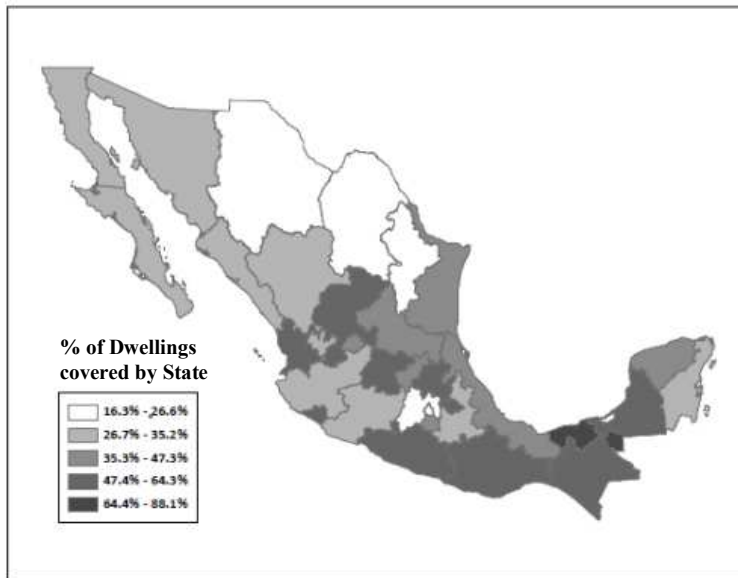 % of Dwellings
covered by State
16.3% - 26.6%
26.7% - 35.2%
35.3% - 47.3%
47.4% - 64.3%
64.4% - 88.1%